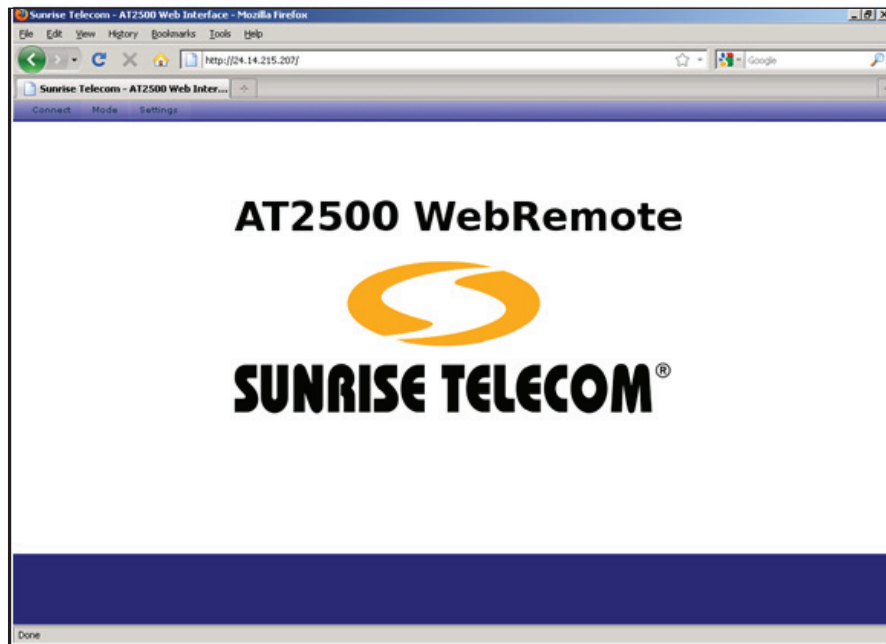 Sunrise Telecom - AT2500 Web Interface - Mozilla Firefox
File Edit View History Bookmarks Tools Help
http://24.14.215.207/ Google
Sunrise Telecom - AT2500 Web Inter...
Connect Mode Settings
AT2500 WebRemote
SUNRISE TELECOM®
Done